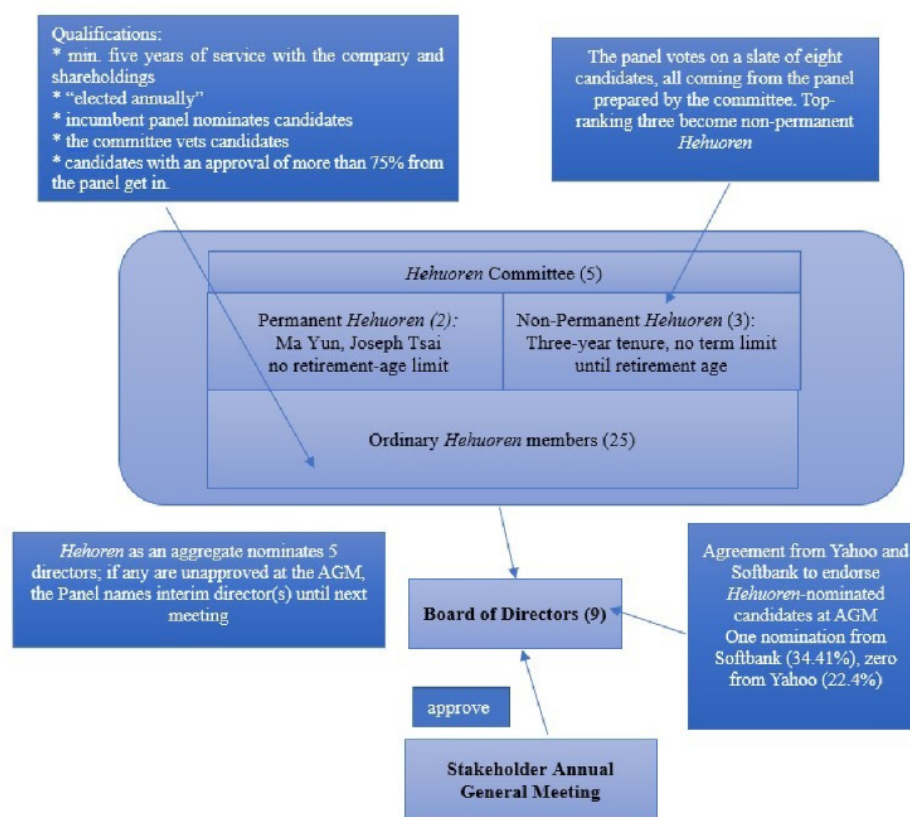 Qualifications:
* min. five years of service with the company and
shareholdings
* “elected annually”
* incumbent panel nominates candidates
* the committee vets candidates
* candidates with an approval of more than 75% from
the panel get in.
The panel votes on a slate of eight
candidates, all coming from the panel
prepared by the committee. Top-
ranking three become non-permanent
Hehuoren
Hehuoren Committee (5)
Permanent Hehuoren (2):
Ma Yun, Joseph Tsai
no retirement-age limit
Non-Permanent Hehuoren (3):
Three-year tenure, no term limit
until retirement age
Ordinary Hehuoren members (25)
Hehoren as an aggregate nominates 5
directors; if any are unapproved at the AGM,
the Panel names interim director(s) until next
meeting
Board of Directors (9)
Agreement from Yahoo and
Softbank to endorse
Hehuoren-nominated
candidates at AGM
One nomination from
Softbank (34.41%), zero
from Yahoo (22.4%)
approve
Stakeholder Annual
General Meeting